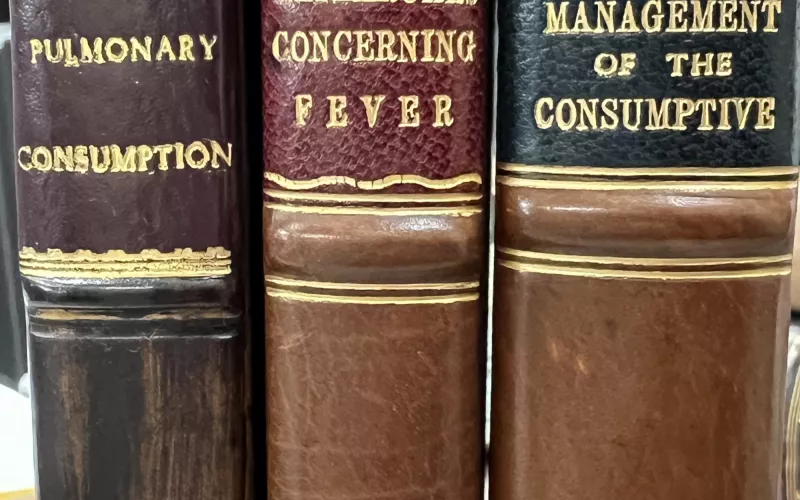 PULMONARY
CONSUMPTION
CONCERNING
FEVER
MANAGEMENT
OF THE
CONSUMPTIVE